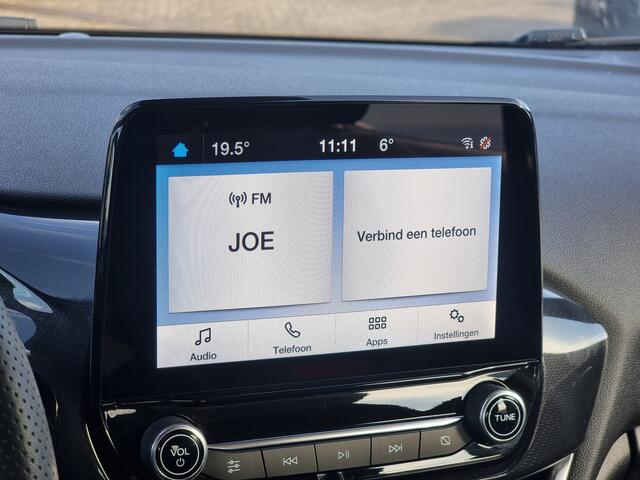 19.5° 11:11 6°
FM
JOE
Verbind een telefoon
Audio Telefoon Apps Instellingen
VOL TUNE